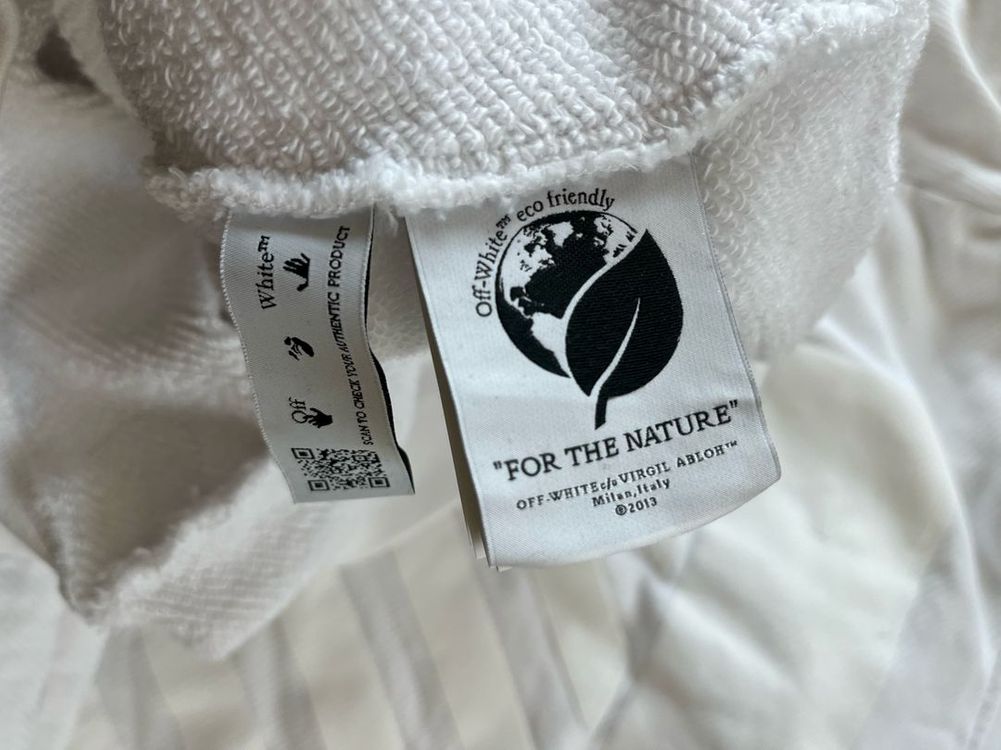 Off White™
SCAN TO CHECK YOUR AUTHENTIC PRODUCT
Off-White™ eco friendly
"FOR THE NATURE"
OFF-WHITE c/o VIRGIL ABLOH™
Milan, Italy
©2013